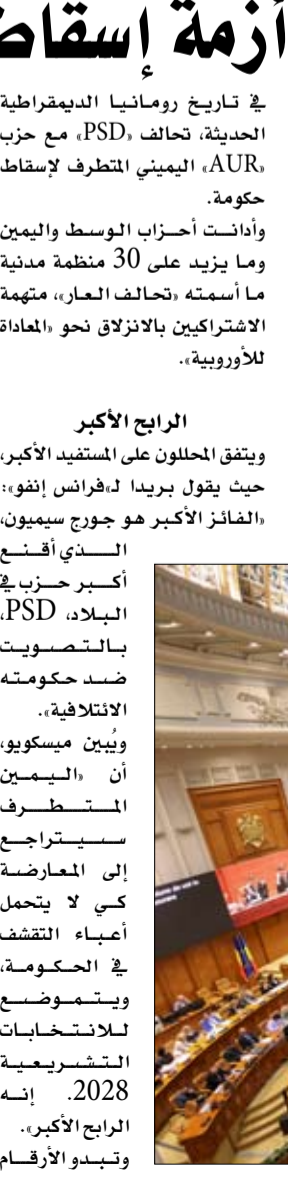 أزمة إسقاط
في تاريخ رومانيا الديمقراطية
الحديثة، تحالف «PSD» مع حزب
«AUR» اليميني المتطرف لإسقاط
حكومة.
وأدانت أحزاب الوسط واليمين
وما يزيد على 30 منظمة مدنية
ما أسمته «تحالف العار»، متهمة
الاشتراكيين بالانزلاق نحو «المعاداة
للأوروبية».
الرابح الأكبر
ويتفق المحللون على المستفيد الأكبر،
حيث يقول بريدا لـ«فرانس إنفو»:
«الفائز الأكبر هو جورج سيميون،
الذي أقنع
أكبر حزب في
البلاد، PSD،
بالتصويت
ضد حكومته
الائتلافية».
ويُبين ميسكويو،
أن «اليمين
المتطرف
سيتراجع
إلى المعارضة
كي لا يتحمل
أعباء التقشف
في الحكومة،
ويتموضع
للانتخابات
التشريعية
2028. إنه
الرابح الأكبر».
وتبدو الأرقام